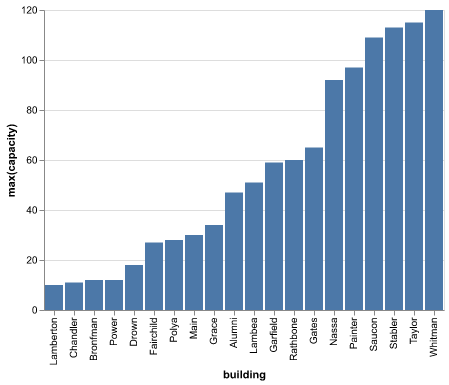 120
100
80
60
40
20
0
max(capacity)
Lamberton
Chandler
Bronfman
Power
Drown
Fairchild
Polya
Main
Grace
Alumni
Lambea
Garfield
Rathbone
Gates
Nassa
Painter
Saucon
Stabler
Taylor
Whitman
building